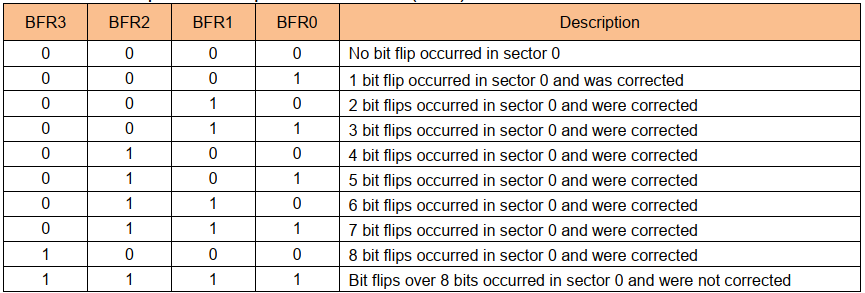 BFR3 BFR2 BFR1 BFR0 Description
0 0 0 0 No bit flip occurred in sector 0
0 0 0 1 1 bit flip occurred in sector 0 and was corrected
0 0 1 0 2 bit flips occurred in sector 0 and were corrected
0 0 1 1 3 bit flips occurred in sector 0 and were corrected
0 1 0 0 4 bit flips occurred in sector 0 and were corrected
0 1 0 1 5 bit flips occurred in sector 0 and were corrected
0 1 1 0 6 bit flips occurred in sector 0 and were corrected
0 1 1 1 7 bit flips occurred in sector 0 and were corrected
1 0 0 0 8 bit flips occurred in sector 0 and were corrected
1 1 1 1 Bit flips over 8 bits occurred in sector 0 and were not corrected